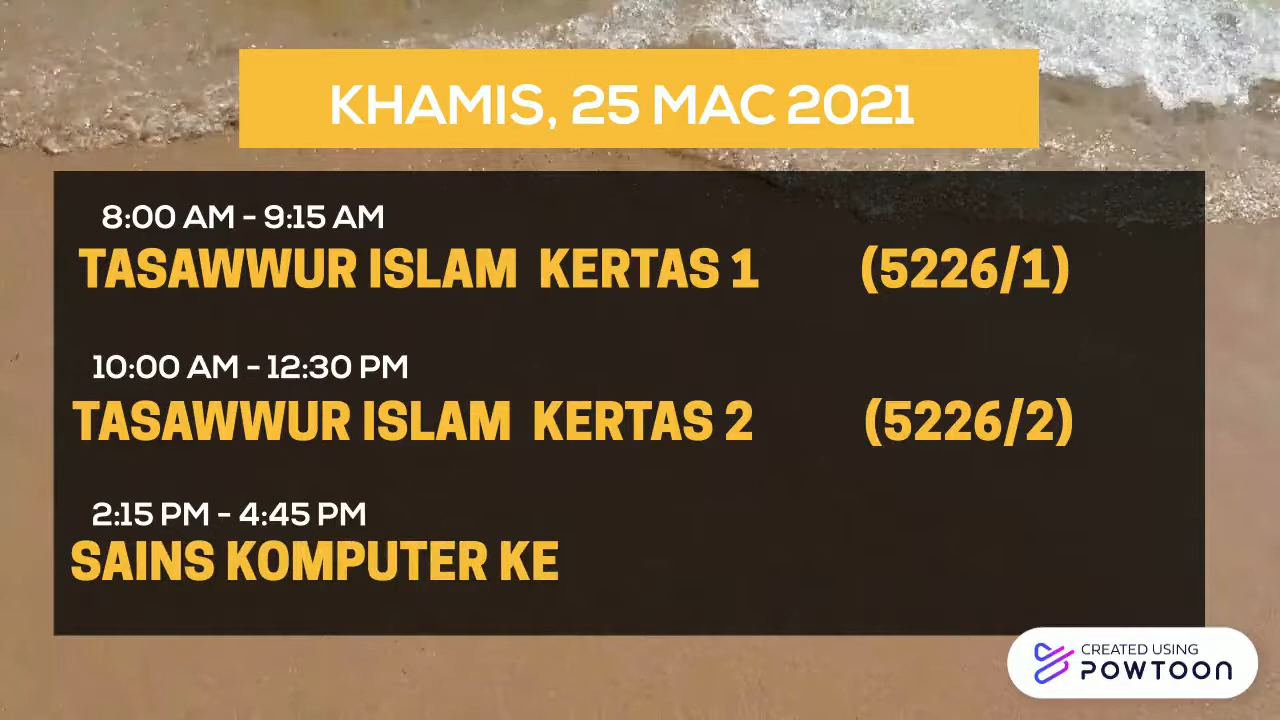 KHAMIS, 25 MAC 2021
8:00 AM - 9:15 AM
TASAWWUR ISLAM KERTAS 1 (5226/1)
10:00 AM - 12:30 PM
TASAWWUR ISLAM KERTAS 2 (5226/2)
2:15 PM - 4:45 PM
SAINS KOMPUTER KE
CREATED USING
POWTOON